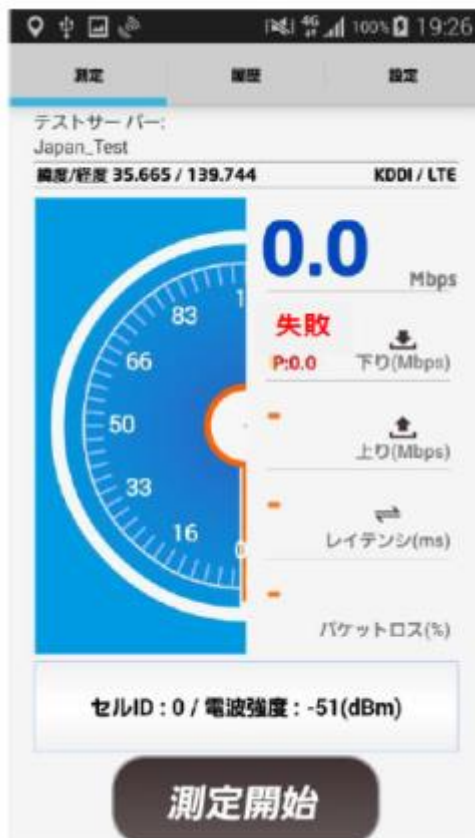 4G 100% 19:26
測定 履歴 設定
テストサーバー:
Japan_Test
緯度/経度 35.665 / 139.744 KDDI / LTE
0.0
Mbps
失敗
P:0.0 下り(Mbps)
-
上り(Mbps)
-
レイテンシ(ms)
-
パケットロス(%)
83
66
50
33
16
0
セルID : 0 / 電波強度 : -51(dBm)
測定開始